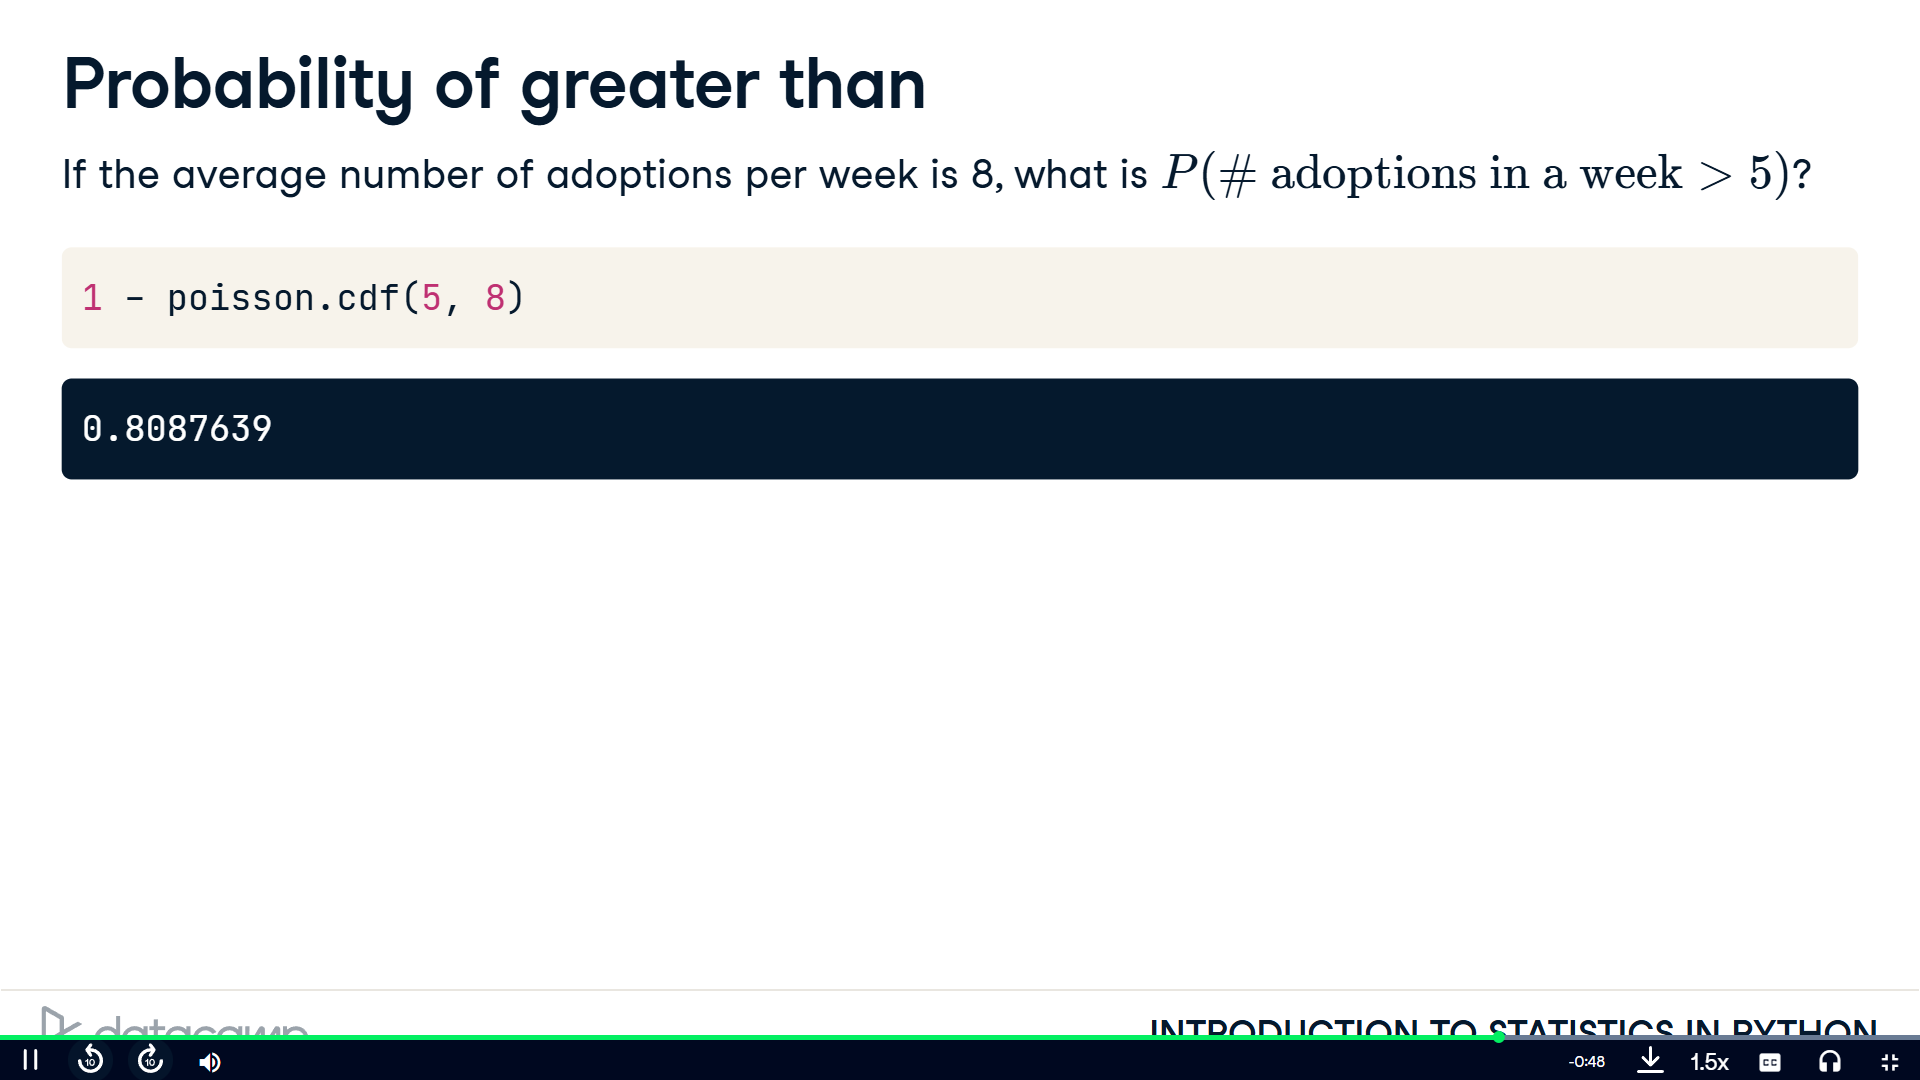 Probability of greater than
If the average number of adoptions per week is 8, what is P(# adoptions in a week > 5)?
1 - poisson.cdf(5, 8)
0.8087639
datacamp
INTRODUCTION TO STATISTICS IN PYTHON
10
10
-0:48
1.5x
CC